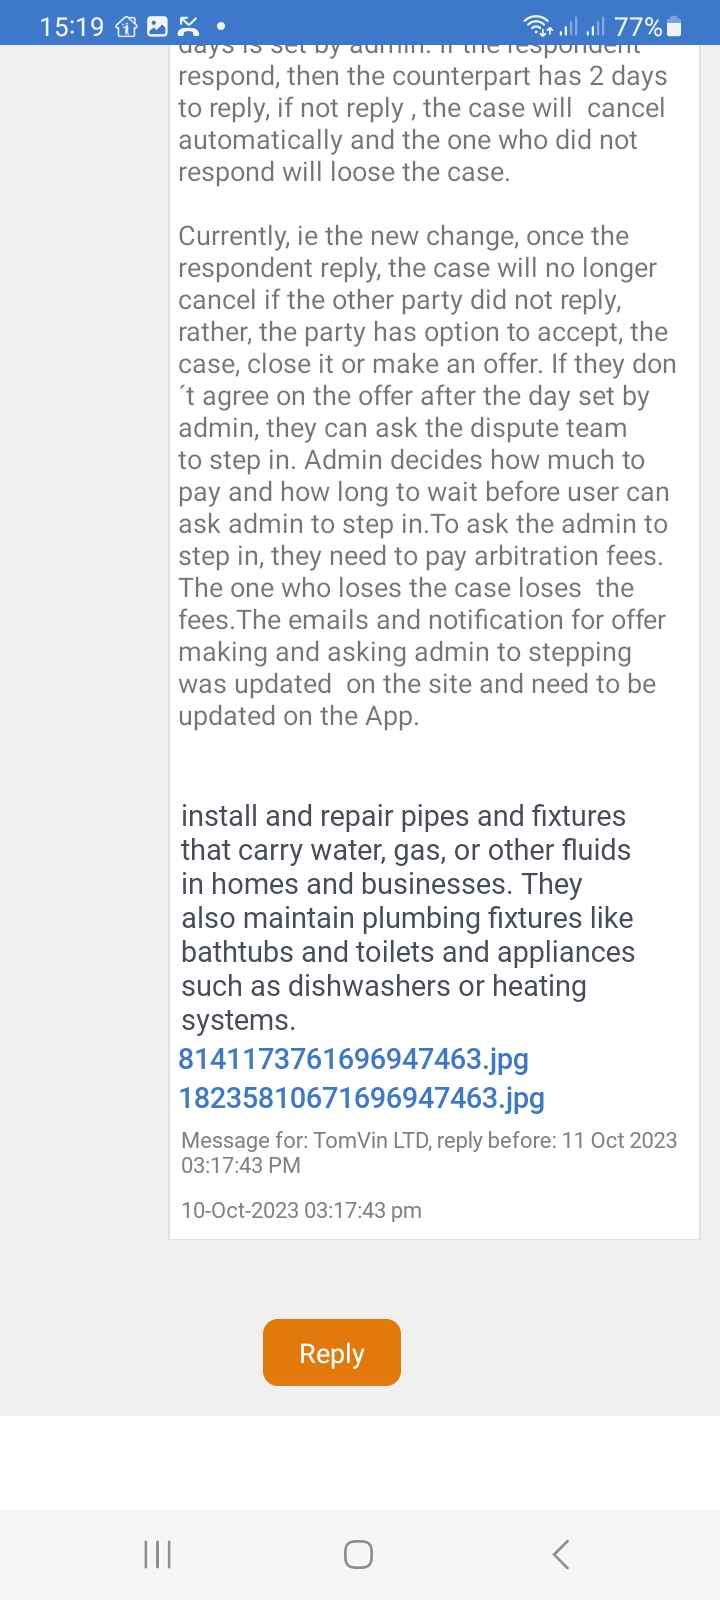 15:19
77%
days is set by admin. If the respondent
respond, then the counterpart has 2 days
to reply, if not reply , the case will  cancel
automatically and the one who did not
respond will loose the case.
Currently, ie the new change, once the
respondent reply, the case will no longer
cancel if the other party did not reply,
rather, the party has option to accept, the
case, close it or make an offer. If they don
´t agree on the offer after the day set by
admin, they can ask the dispute team
to step in. Admin decides how much to
pay and how long to wait before user can
ask admin to step in.To ask the admin to
step in, they need to pay arbitration fees.
The one who loses the case loses  the
fees.The emails and notification for offer
making and asking admin to stepping
was updated  on the site and need to be
updated on the App.
install and repair pipes and fixtures
that carry water, gas, or other fluids
in homes and businesses. They
also maintain plumbing fixtures like
bathtubs and toilets and appliances
such as dishwashers or heating
systems.
8141173761696947463.jpg
18235810671696947463.jpg
Message for: TomVin LTD, reply before: 11 Oct 2023
03:17:43 PM
10-Oct-2023 03:17:43 pm
Reply